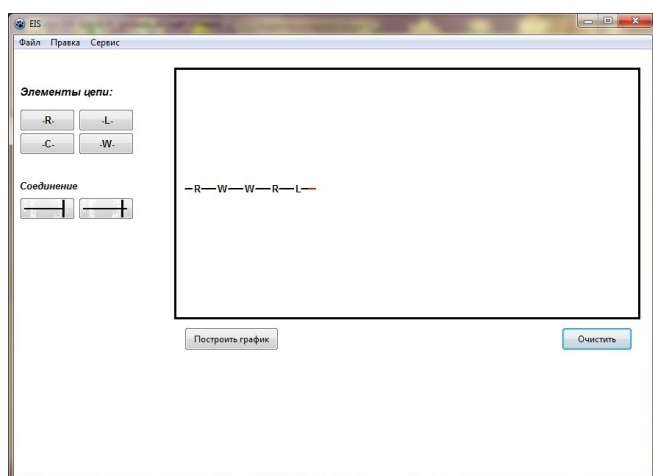 EIS
Файл Правка Сервис
Элементы цепи:
-R- -L-
-C- -W-
Соединение
R W W R L
Построить график Очистить